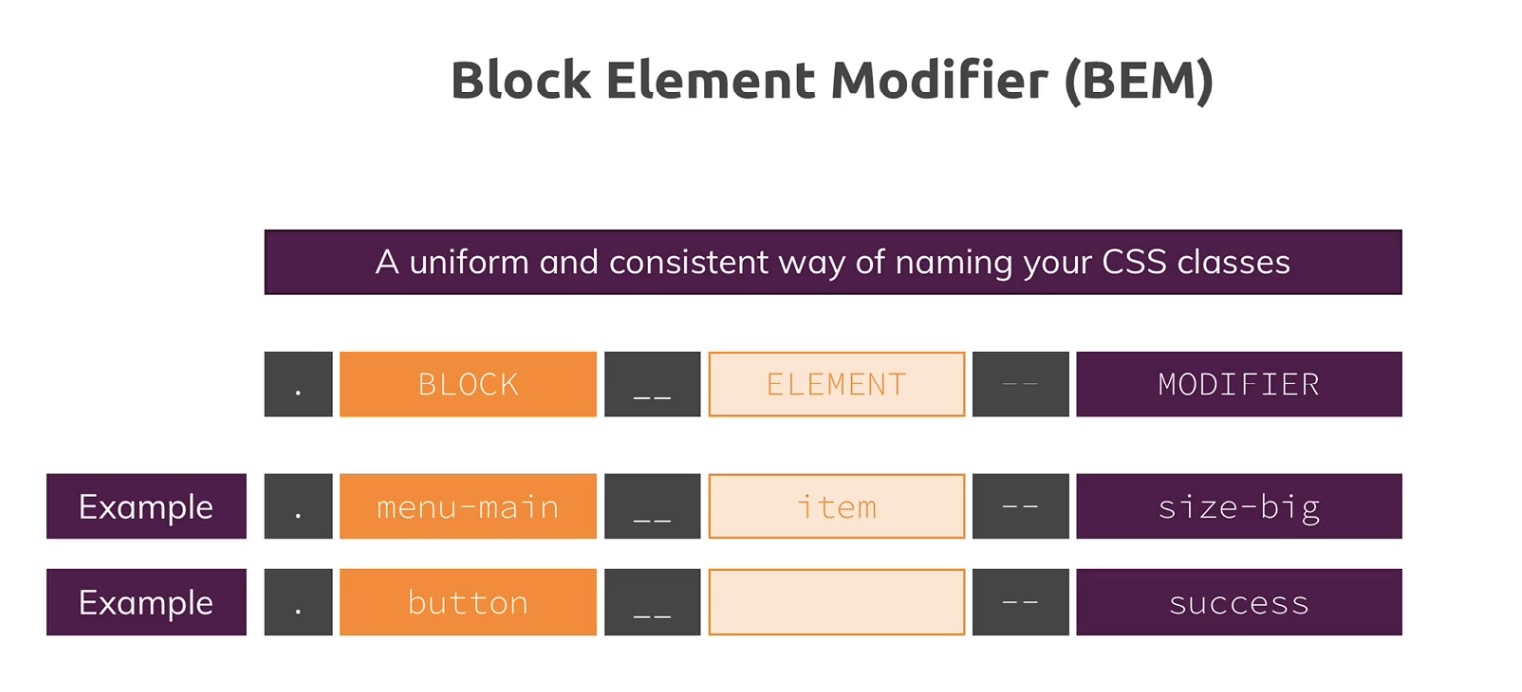 Block Element Modifier (BEM)
A uniform and consistent way of naming your CSS classes
. BLOCK __ ELEMENT -- MODIFIER
Example . menu-main __ item -- size-big
Example . button __ -- success